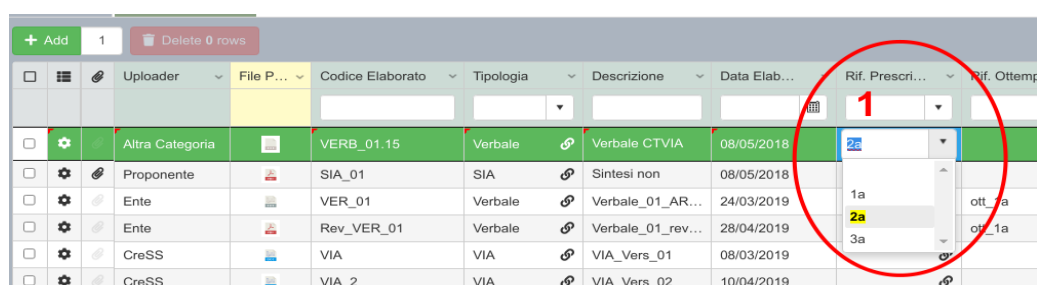 Add 1 Delete 0 rows
Uploader File P... Codice Elaborato Tipologia Descrizione Data Elab... Rif. Prescri... Rif. Ottemp
1
Altra Categoria VERB_01.15 Verbale Verbale CTVIA 08/05/2018 2a
Proponente SIA_01 SIA Sintesi non 08/05/2018
1a
Ente VER_01 Verbale Verbale_01_AR... 24/03/2019 ott_1a
2a
Ente Rev_VER_01 Verbale Verbale_01_rev... 28/04/2019 ott_1a
3a
CreSS VIA VIA VIA_Vers_01 08/03/2019
CreSS VIA_2 VIA VIA_Vers_02 10/04/2019